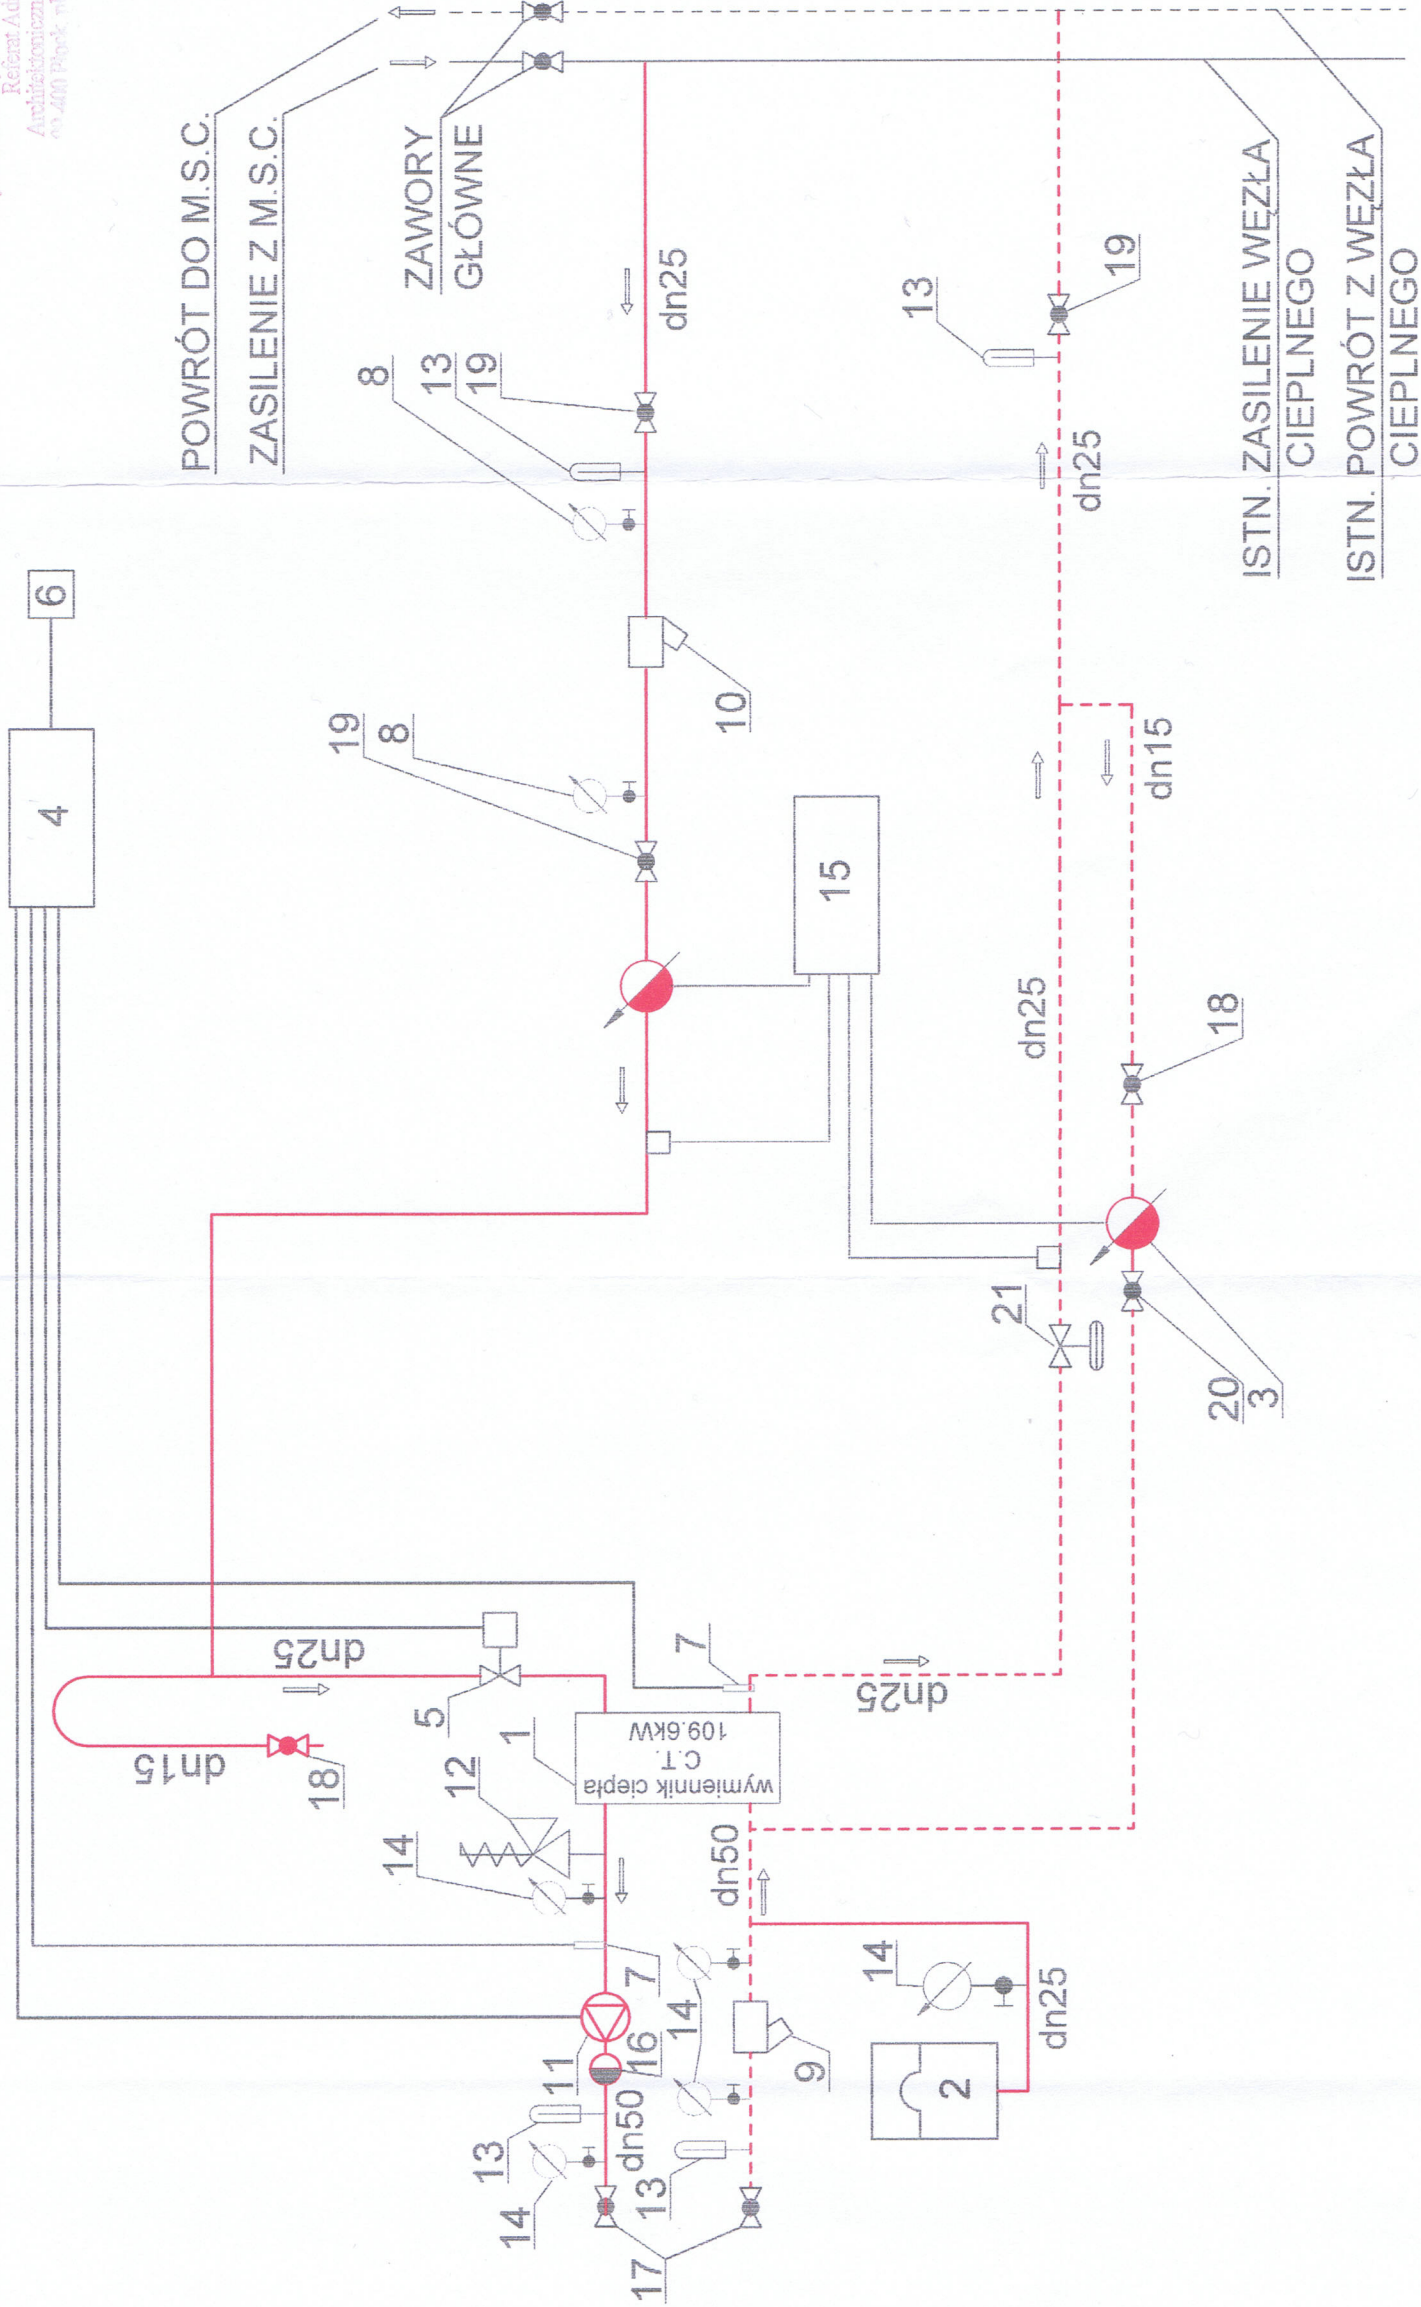 Referat Ad
Architektoniczn
POWRÓT DO M.S.C.
ZASILENIE Z M.S.C.
ZAWORY
GŁÓWNE
6
4
8
13
19
dn25
19
8
10
15
13
19
dn25
ISTN. ZASILENIE WĘZŁA
CIEPLNEGO
ISTN. POWRÓT Z WĘZŁA
CIEPLNEGO
dn15
dn25
18
21
20
3
dn25
dn15
18
5
7
dn25
1
wymiennik ciepła
C.T.
109.6kW
12
14
7
11
16
13
14
dn50
dn50
14
9
13
17
14
2
dn25